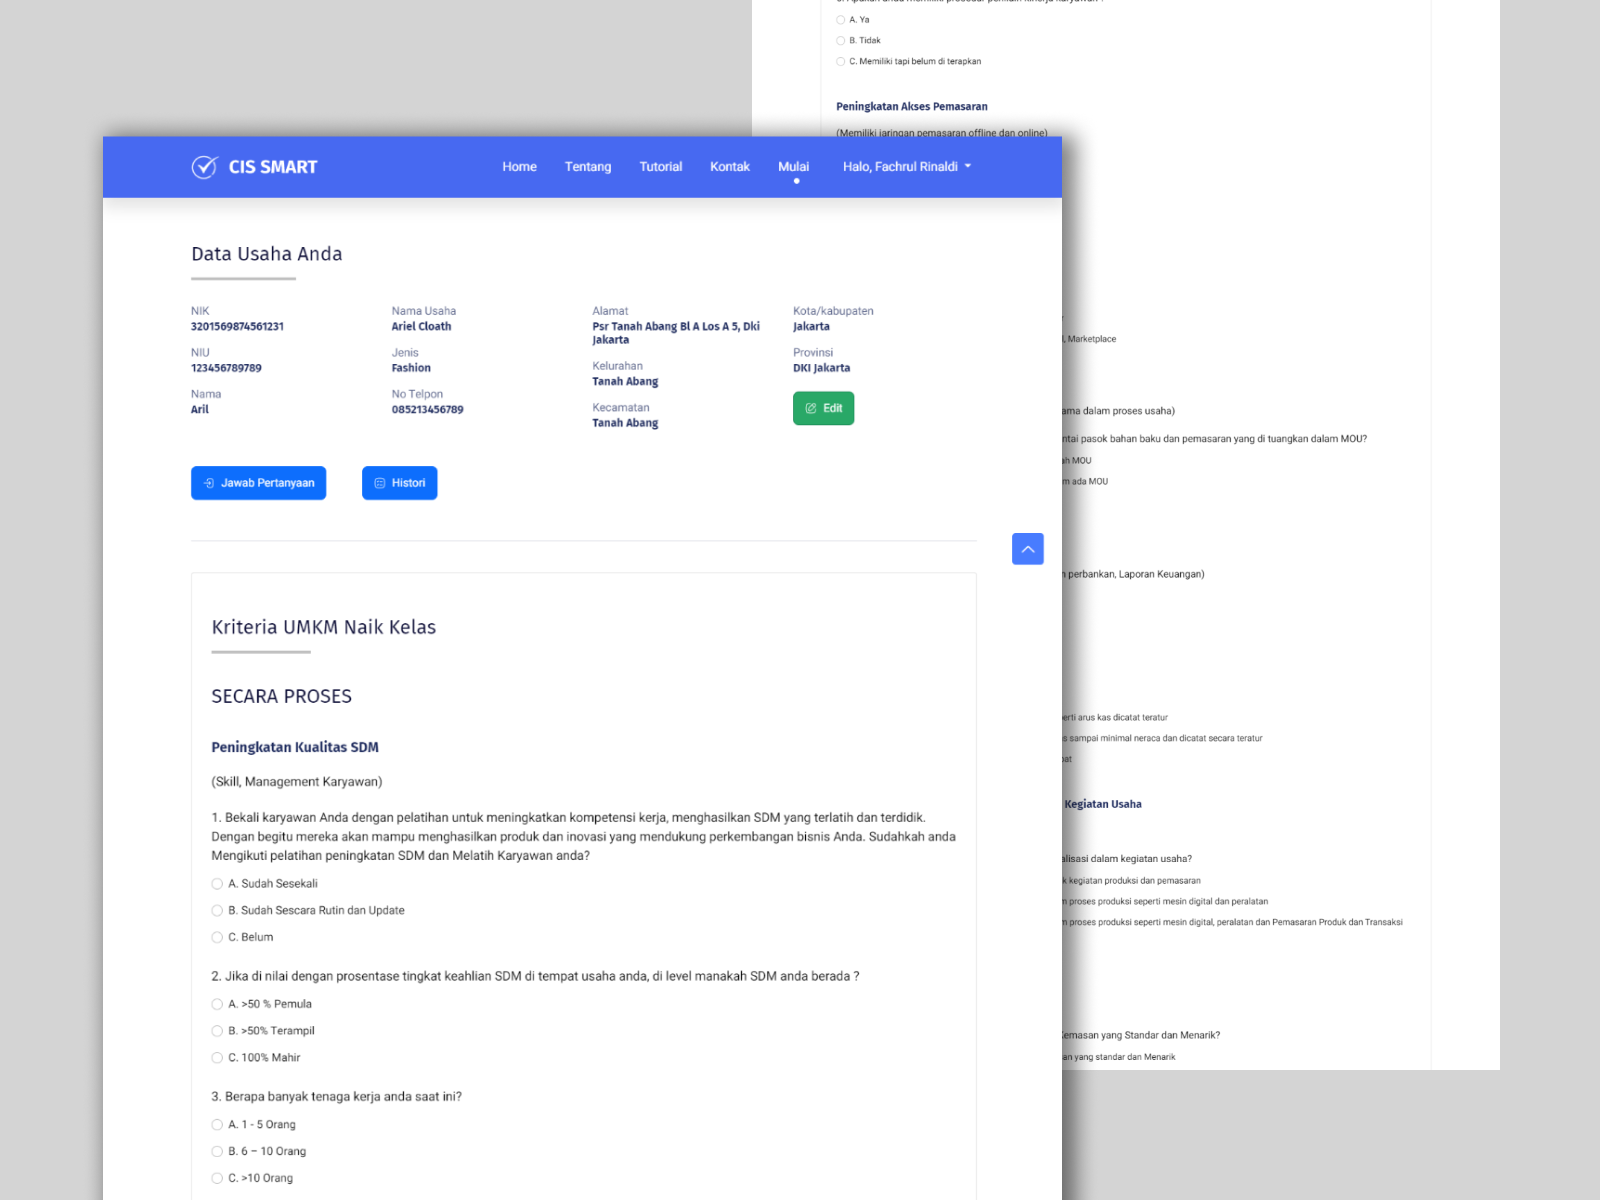 A. Ya
B. Tidak
C. Memiliki tapi belum di terapkan
Peningkatan Akses Pemasaran
(Memiliki jaringan pemasaran offline dan online)
CIS SMART
Home
Tentang
Tutorial
Kontak
Mulai
Halo, Fachrul Rinaldi
Data Usaha Anda
NIK
3201569874561231
NIU
123456789789
Nama
Aril
Nama Usaha
Ariel Cloath
Jenis
Fashion
No Telpon
085213456789
Alamat
Psr Tanah Abang Bl A Los A 5, Dki
Jakarta
Kelurahan
Tanah Abang
Kecamatan
Tanah Abang
Kota/kabupaten
Jakarta
Provinsi
DKI Jakarta
Edit
Jawab Pertanyaan
Histori
Kriteria UMKM Naik Kelas
SECARA PROSES
Peningkatan Kualitas SDM
(Skill, Management Karyawan)
1. Bekali karyawan Anda dengan pelatihan untuk meningkatkan kompetensi kerja, menghasilkan SDM yang terlatih dan terdidik.
Dengan begitu mereka akan mampu menghasilkan produk dan inovasi yang mendukung perkembangan bisnis Anda. Sudahkah anda
Mengikuti pelatihan peningkatan SDM dan Melatih Karyawan anda?
A. Sudah Sesekali
B. Sudah Sescara Rutin dan Update
C. Belum
2. Jika di nilai dengan prosentase tingkat keahlian SDM di tempat usaha anda, di level manakah SDM anda berada ?
A. >50 % Pemula
B. >50% Terampil
C. 100% Mahir
3. Berapa banyak tenaga kerja anda saat ini?
A. 1 - 5 Orang
B. 6 – 10 Orang
C. >10 Orang
, Marketplace
dalam proses usaha)
pasok bahan baku dan pemasaran yang di tuangkan dalam MOU?
MOU
ada MOU
perbankan, Laporan Keuangan)
arus kas dicatat teratur
sampai minimal neraca dan dicatat secara teratur
Kegiatan Usaha
dalam kegiatan usaha?
kegiatan produksi dan pemasaran
proses produksi seperti mesin digital dan peralatan
proses produksi seperti mesin digital, peralatan dan Pemasaran Produk dan Transaksi
yang Standar dan Menarik?
yang standar dan Menarik